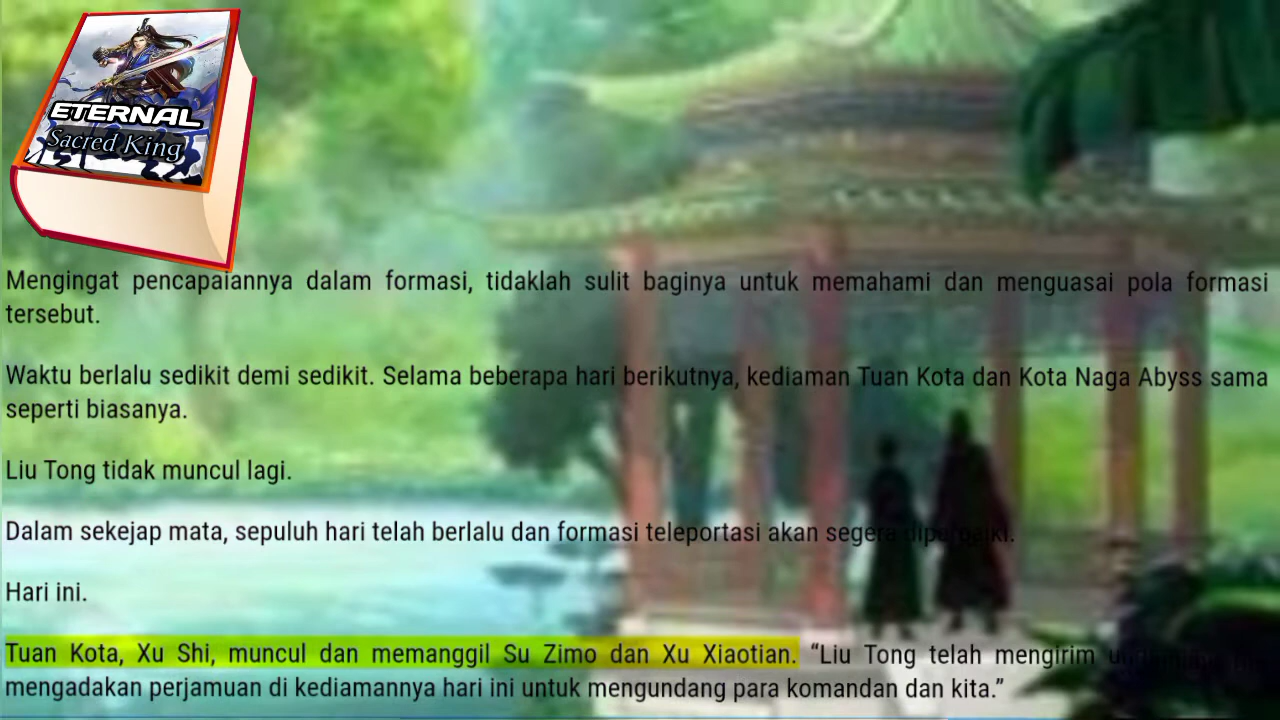 ETERNAL
Sacred King
Mengingat pencapaiannya dalam formasi, tidaklah sulit baginya untuk memahami dan menguasai pola formasi
tersebut.
Waktu berlalu sedikit demi sedikit. Selama beberapa hari berikutnya, kediaman Tuan Kota dan Kota Naga Abyss sama
seperti biasanya.
Liu Tong tidak muncul lagi.
Dalam sekejap mata, sepuluh hari telah berlalu dan formasi teleportasi akan segera diperbaiki.
Hari ini.
Tuan Kota, Xu Shi, muncul dan memanggil Su Zimo dan Xu Xiaotian. “Liu Tong telah mengirim
mengadakan perjamuan di kediamannya hari ini untuk mengundang para komandan dan kita.”